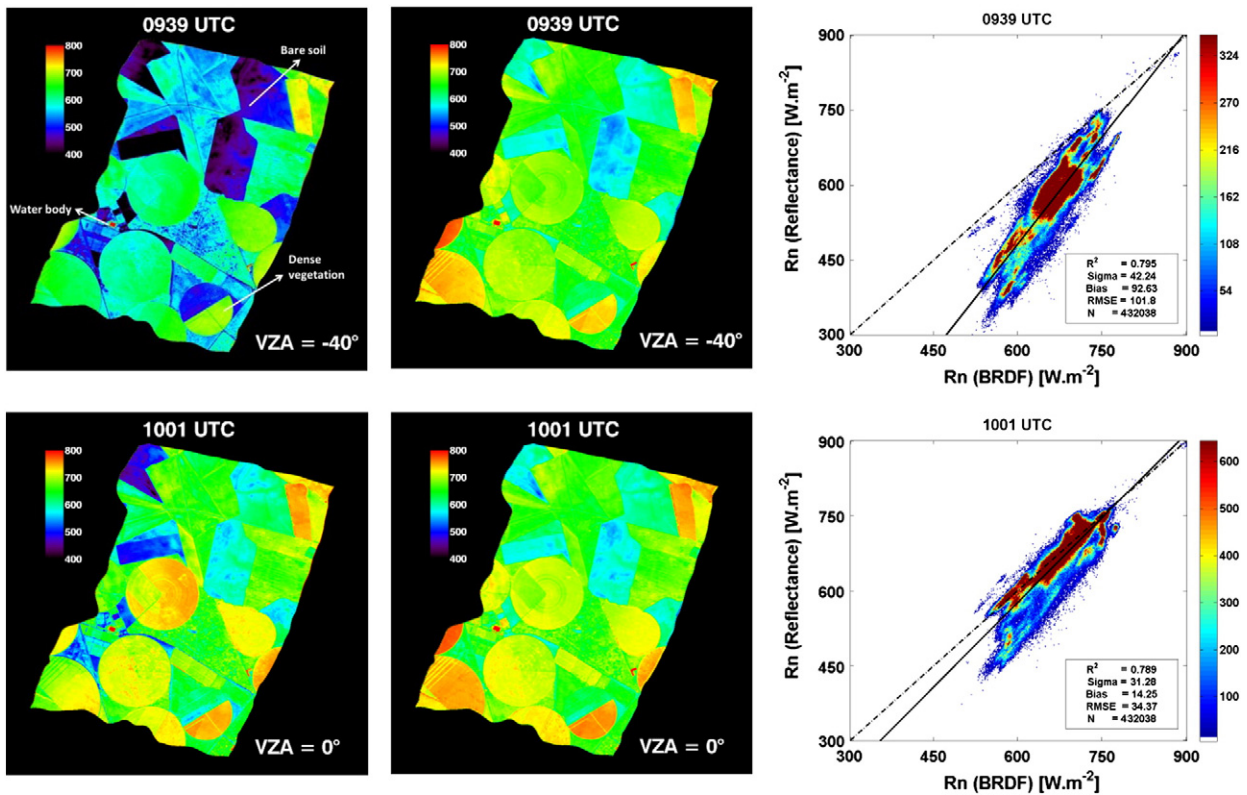 0939 UTC
800
700
600
500
400
Bare soil
Water body
Dense
vegetation
VZA = -40°
0939 UTC
800
700
600
500
400
VZA = -40°
0939 UTC
Rn (Reflectance) [W.m-2]
900
750
600
450
300
300 450 600 750 900
Rn (BRDF) [W.m-2]
R2 = 0.795
Sigma = 42.24
Bias = 92.63
RMSE = 101.8
N = 432038
324
270
216
162
108
54
1001 UTC
800
700
600
500
400
VZA = 0°
1001 UTC
800
700
600
500
400
VZA = 0°
1001 UTC
Rn (Reflectance) [W.m-2]
900
750
600
450
300
300 450 600 750 900
Rn (BRDF) [W.m-2]
R2 = 0.789
Sigma = 31.28
Bias = 14.25
RMSE = 34.37
N = 432038
600
500
400
300
200
100